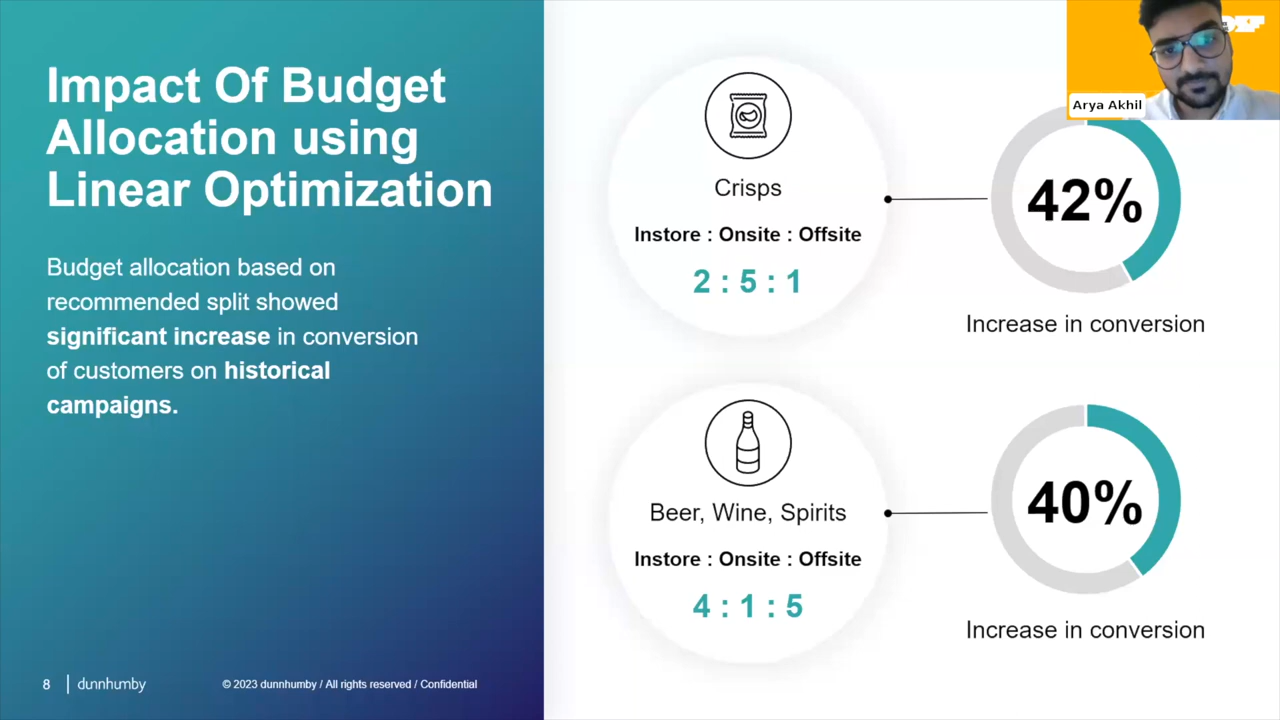 Impact Of Budget
Allocation using
Linear Optimization
Budget allocation based on
recommended split showed
significant increase in conversion
of customers on historical
campaigns.
Crisps
Instore : Onsite : Offsite
2 : 5 : 1
42%
Increase in conversion
Beer, Wine, Spirits
Instore : Onsite : Offsite
4 : 1 : 5
40%
Increase in conversion
Arya Akhil
8
dunnhumby
© 2023 dunnhumby / All rights reserved / Confidential